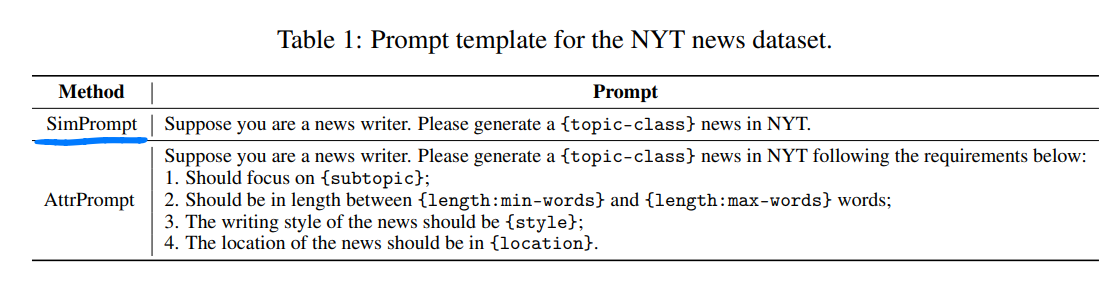 Table 1: Prompt template for the NYT news dataset.
Method Prompt
SimPrompt Suppose you are a news writer. Please generate a {topic-class} news in NYT.
Suppose you are a news writer. Please generate a {topic-class} news in NYT following the requirements below:
1. Should focus on {subtopic};
AttrPrompt 2. Should be in length between {length:min-words} and {length:max-words} words;
3. The writing style of the news should be {style};
4. The location of the news should be in {location}.